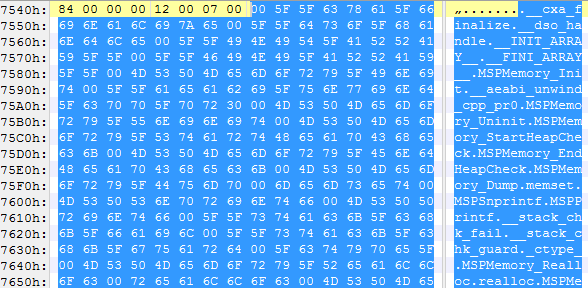 7540h: 84 00 00 00 12 00 07 00 00 5F 5F 63 78 61 5F 66 „........__cxa_f
7550h: 69 6E 61 6C 69 7A 65 00 5F 5F 64 73 6F 5F 68 61 inalize.__dso_ha
7560h: 6E 64 6C 65 00 5F 5F 49 4E 49 54 5F 41 52 52 41 ndle.__INIT_ARRA
7570h: 59 5F 5F 00 5F 5F 46 49 4E 49 5F 41 52 52 41 59 Y__.__FINI_ARRAY
7580h: 5F 5F 00 4D 53 50 4D 65 6D 6F 72 79 5F 49 6E 69 __.MSPMemory_Ini
7590h: 74 00 5F 5F 61 65 61 62 69 5F 75 6E 77 69 6E 64 t.__aeabi_unwind
75A0h: 5F 63 70 70 5F 70 72 30 00 4D 53 50 4D 65 6D 6F _cpp_pr0.MSPMemo
75B0h: 72 79 5F 55 6E 69 6E 69 74 00 4D 53 50 4D 65 6D ry_Uninit.MSPMem
75C0h: 6F 72 79 5F 53 74 61 72 74 48 65 61 70 43 68 65 ory_StartHeapChe
75D0h: 63 6B 00 4D 53 50 4D 65 6D 6F 72 79 5F 45 6E 64 ck.MSPMemory_End
75E0h: 48 65 61 70 43 68 65 63 6B 00 4D 53 50 4D 65 6D HeapCheck.MSPMem
75F0h: 6F 72 79 5F 44 75 6D 70 00 6D 65 6D 73 65 74 00 ory_Dump.memset.
7600h: 4D 53 50 53 6E 70 72 69 6E 74 66 00 4D 53 50 50 MSPSnprintf.MSPP
7610h: 72 69 6E 74 66 00 5F 5F 73 74 61 63 6B 5F 63 68 rintf.__stack_ch
7620h: 6B 5F 66 61 69 6C 00 5F 5F 73 74 61 63 6B 5F 63 k_fail.__stack_c
7630h: 68 6B 5F 67 75 61 72 64 00 5F 63 74 79 70 65 5F hk_guard._ctype_
7640h: 00 4D 53 50 4D 65 6D 6F 72 79 5F 52 65 61 6C 6C .MSPMemory_Reall
7650h: 6F 63 00 72 65 61 6C 6C 6F 63 00 4D 53 50 4D 65 oc.realloc.MSPMe